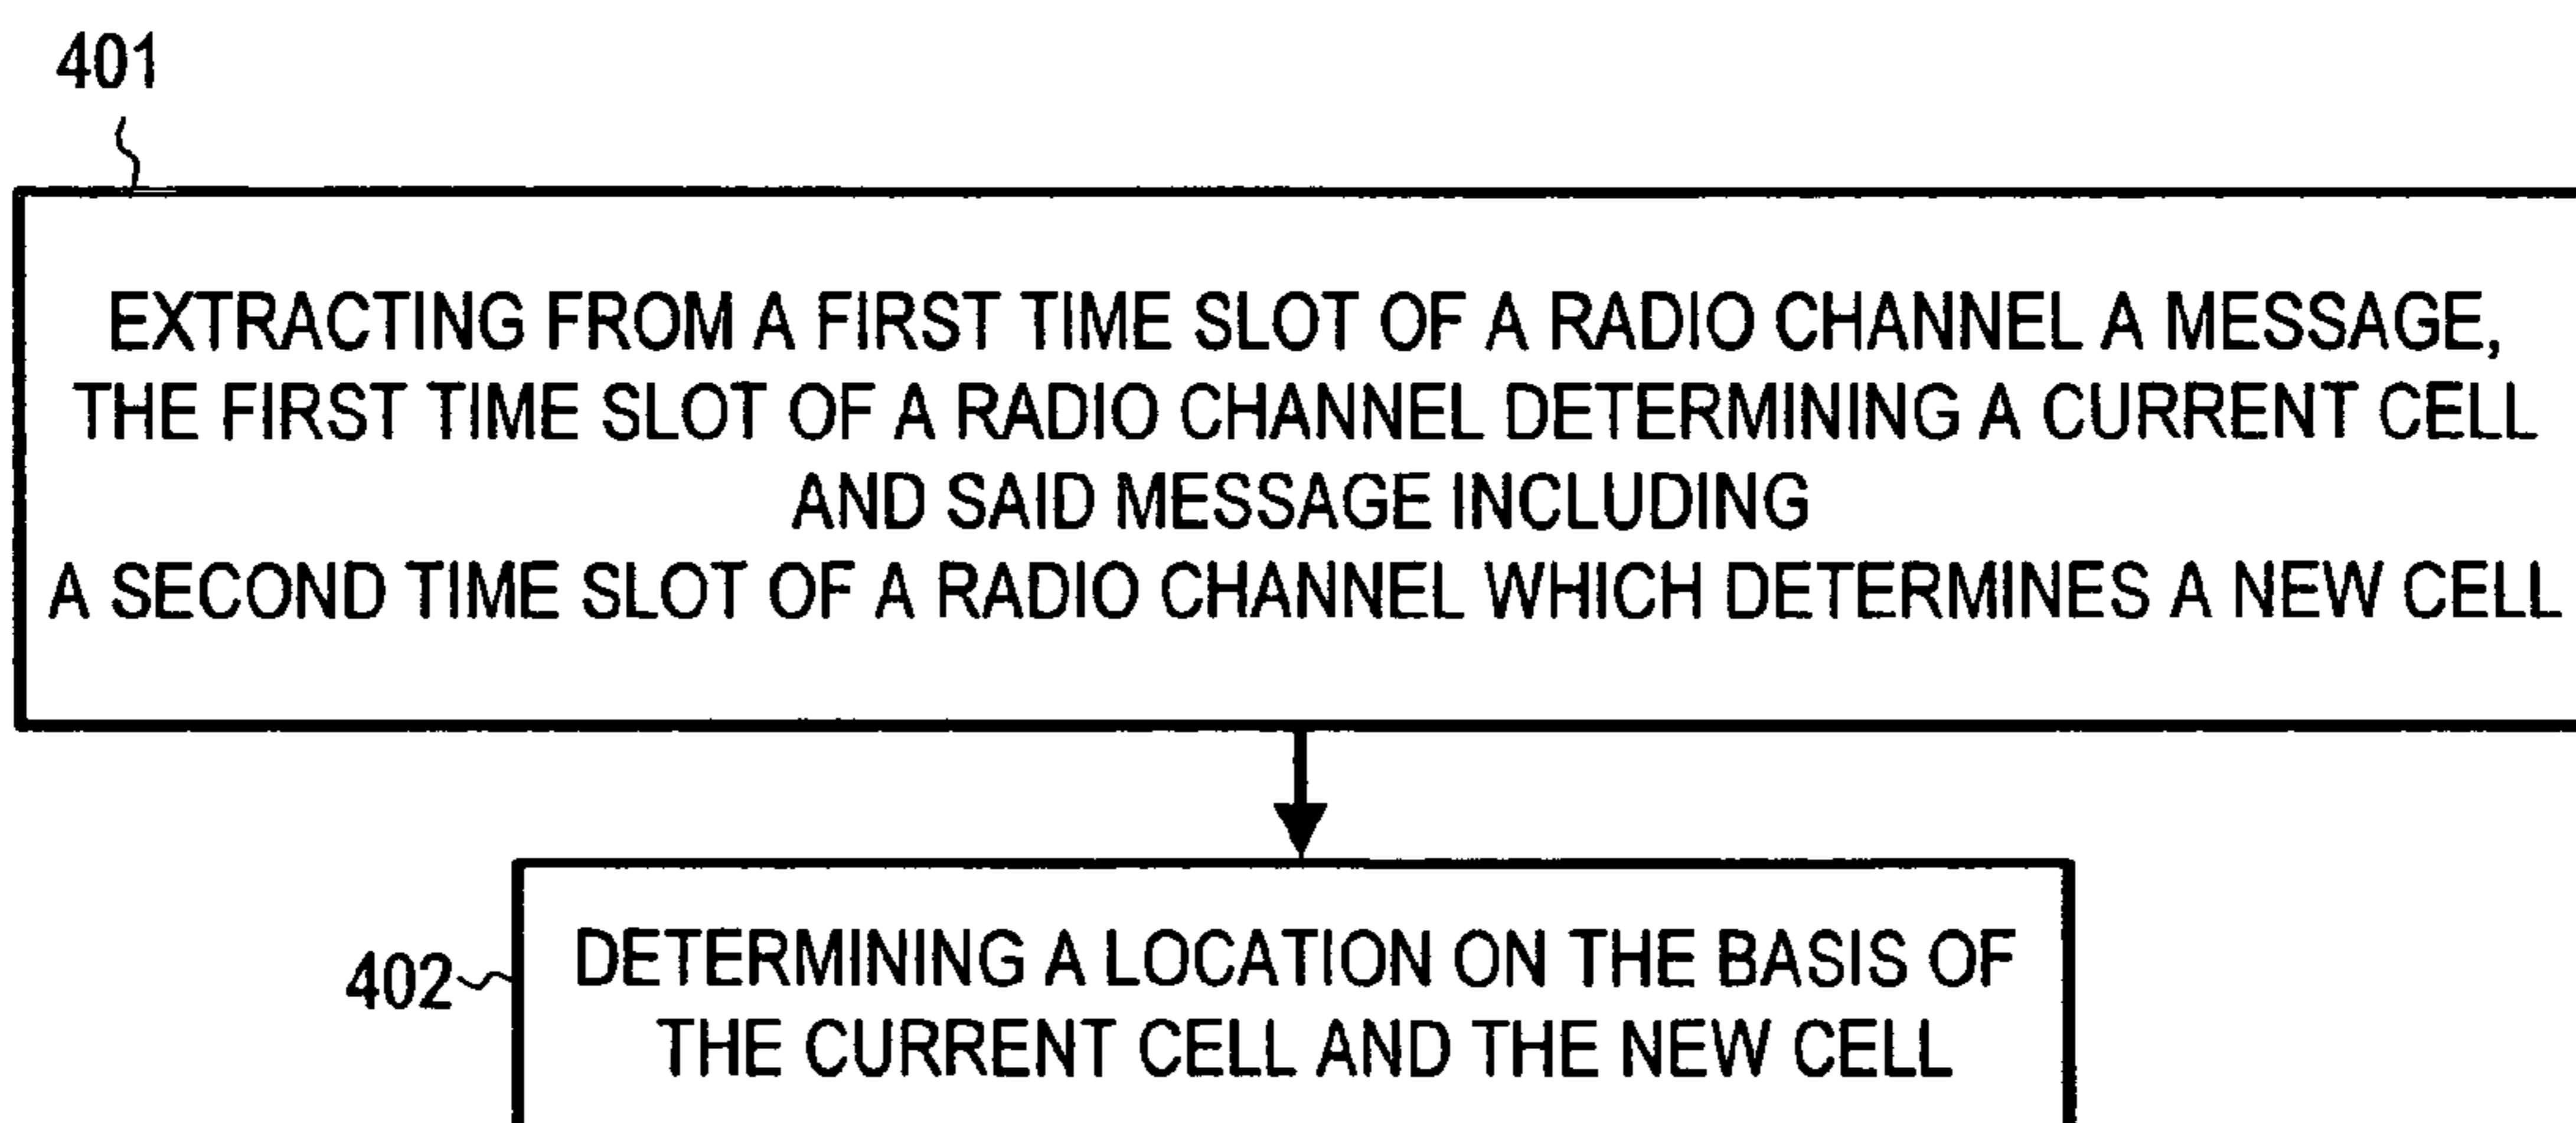 401
EXTRACTING FROM A FIRST TIME SLOT OF A RADIO CHANNEL A MESSAGE,
THE FIRST TIME SLOT OF A RADIO CHANNEL DETERMINING A CURRENT CELL
AND SAID MESSAGE INCLUDING
A SECOND TIME SLOT OF A RADIO CHANNEL WHICH DETERMINES A NEW CELL
402
DETERMINING A LOCATION ON THE BASIS OF
THE CURRENT CELL AND THE NEW CELL